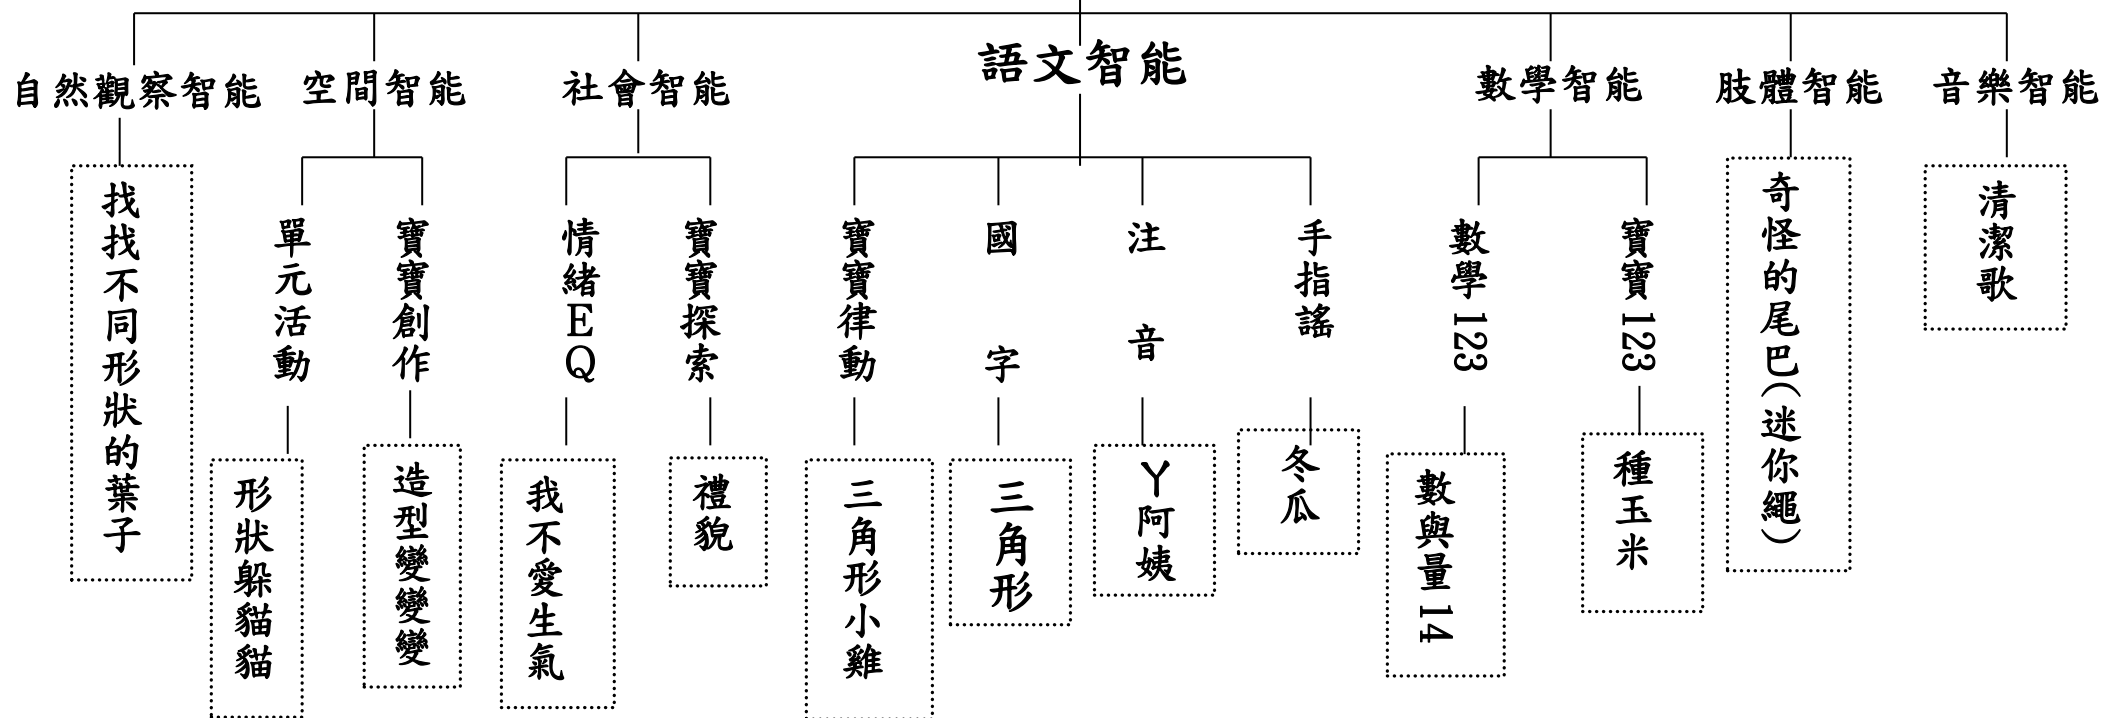 自然觀察智能
空間智能
社會智能
語文智能
數學智能
肢體智能
音樂智能
找找不同形狀的葉子
單元活動
寶寶創作
情緒EQ
寶寶探索
寶寶律動
國字
注音
手指謠
數學123
寶寶123
奇怪的尾巴(迷你繩)
清潔歌
形狀躲貓貓
造型變變變
我不愛生氣
禮貌
三角形小雞
三角形
ㄚ阿姨
冬瓜
數與量14
種玉米